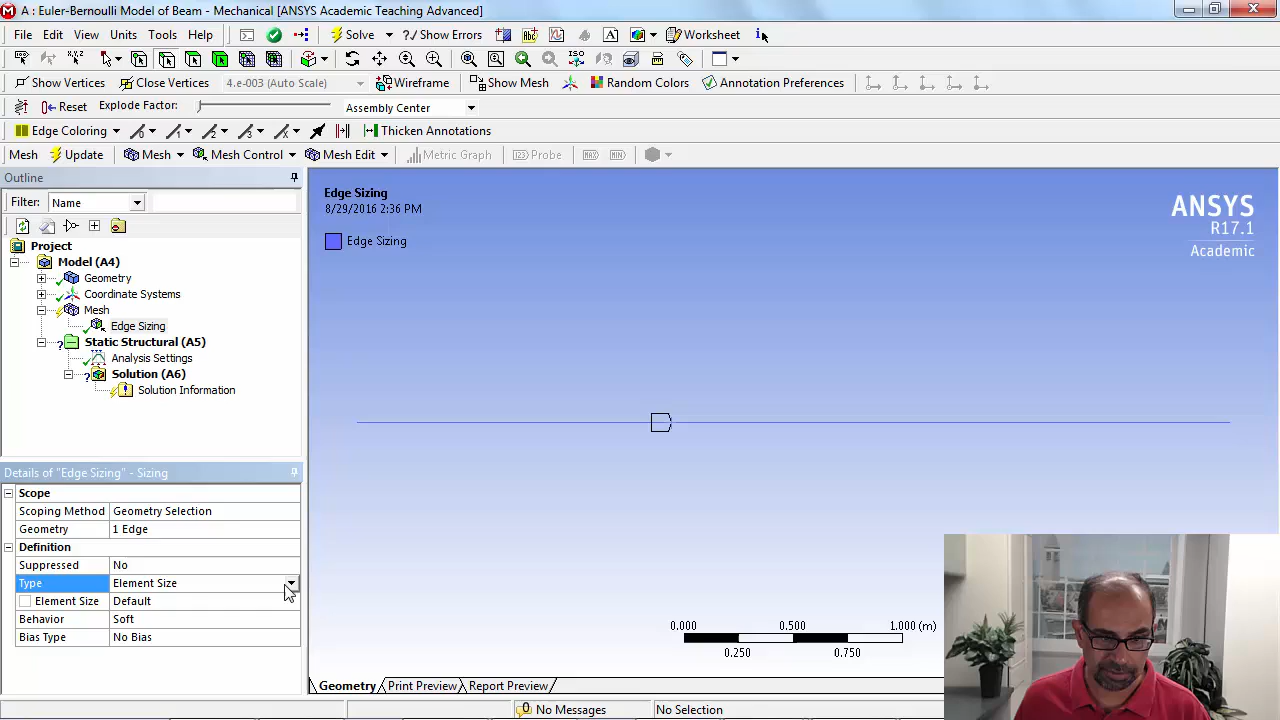 A : Euler-Bernoulli Model of Beam - Mechanical [ANSYS Academic Teaching Advanced]
File Edit View Units Tools Help Solve ?/ Show Errors Worksheet
Show Vertices Close Vertices 4.e-003 (Auto Scale) Wireframe Show Mesh Random Colors Annotation Preferences
Reset Explode Factor: Assembly Center
Edge Coloring Thicken Annotations
Mesh Update Mesh Mesh Control Mesh Edit Metric Graph Probe
Outline
Filter: Name
Project
Model (A4)
Geometry
Coordinate Systems
Mesh
Edge Sizing
Static Structural (A5)
Analysis Settings
Solution (A6)
Solution Information
Details of "Edge Sizing" - Sizing
Scope
Scoping Method Geometry Selection
Geometry 1 Edge
Definition
Suppressed No
Type Element Size
Element Size Default
Behavior Soft
Bias Type No Bias
Edge Sizing
8/29/2016 2:36 PM
Edge Sizing
ANSYS
R17.1
Academic
0.000 0.500 1.000 (m)
0.250 0.750
Geometry Print Preview Report Preview
No Messages No Selection